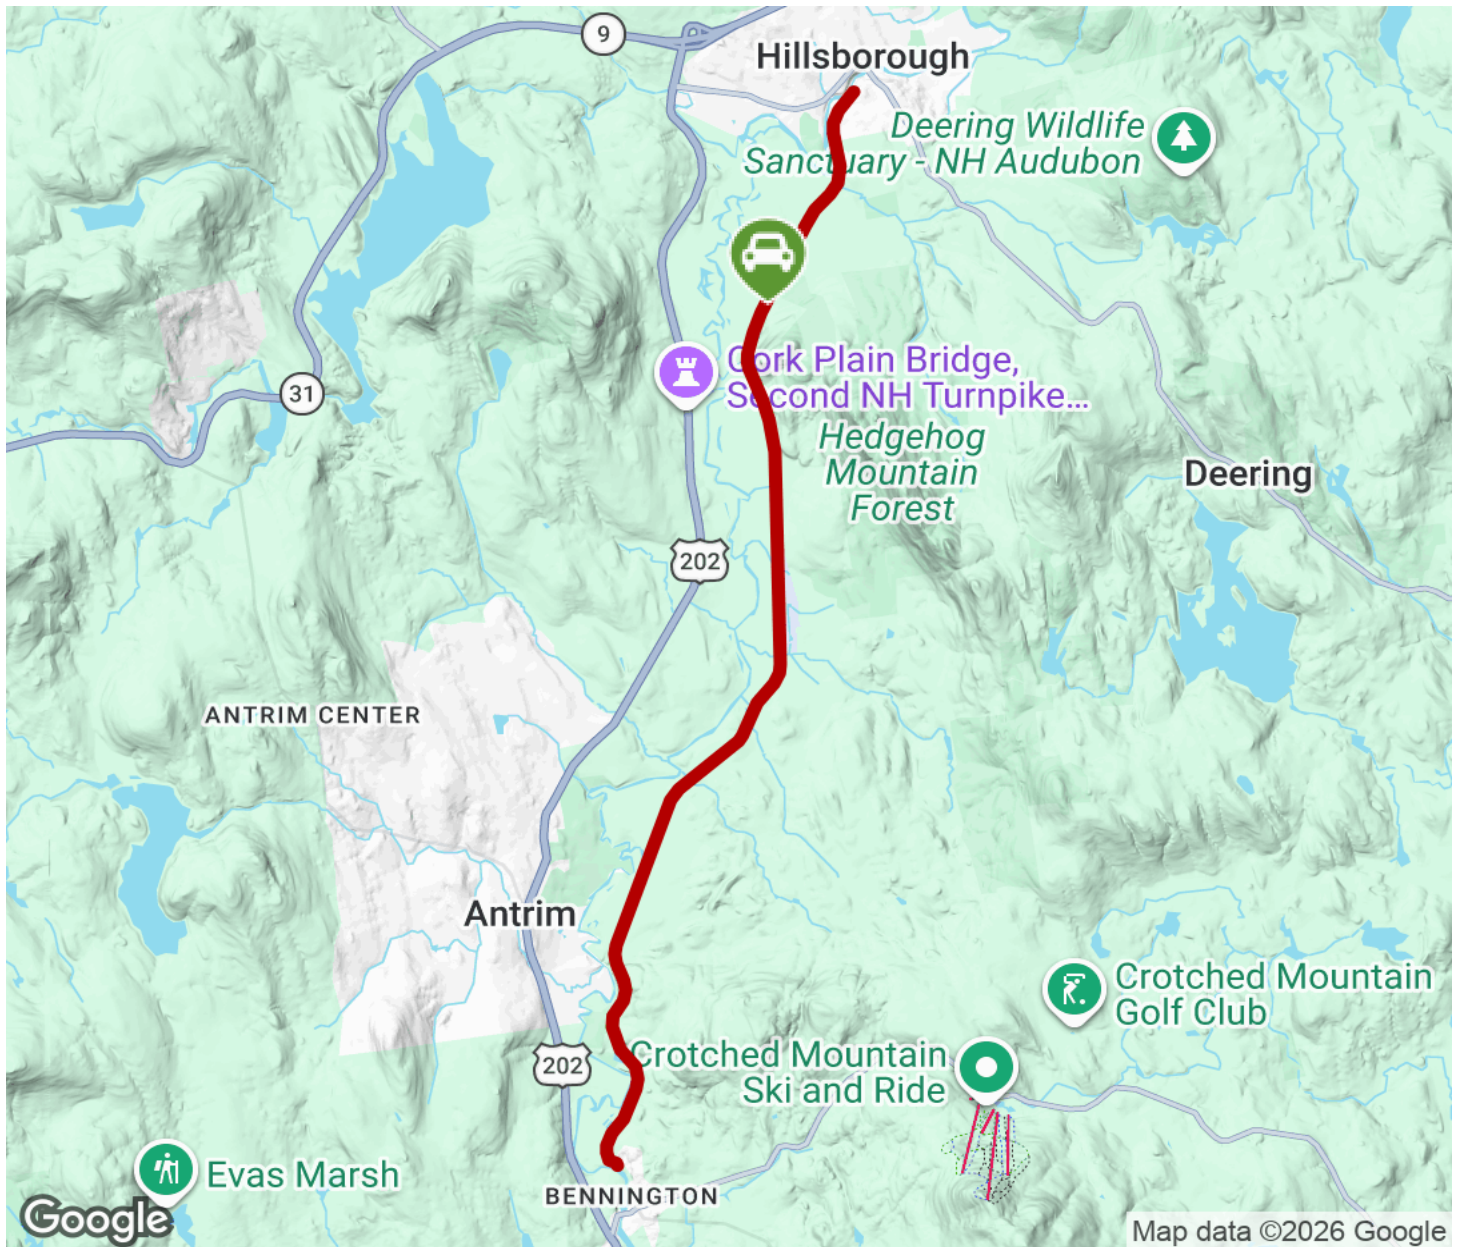 9
Hillsborough
Deering Wildlife
Sanctuary - NH Audubon
Gork Plain Bridge,
Second NH Turnpike...
31
Hedgehog
Mountain
Forest
Deering
202
ANTRIM CENTER
Antrim
Crotched Mountain
Golf Club
Crotched Mountain
Ski and Ride
202
Evas Marsh
BENNINGTON
Google
Map data ©2026 Google